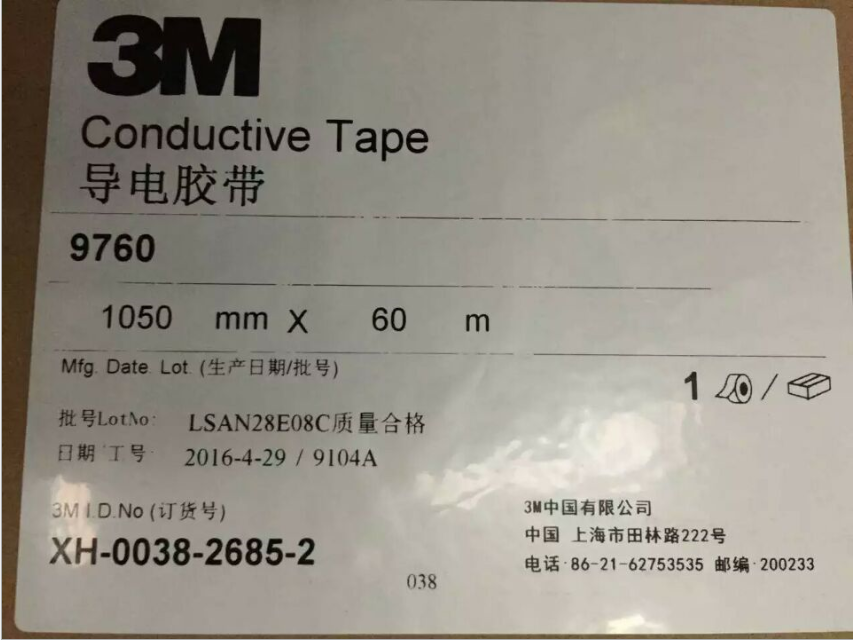 3M
Conductive Tape
导电胶带
9760
1050 mm X 60 m
Mfg. Date. Lot. (生产日期/批号)
1 /
批号LotNo: LSAN28E08C质量合格
日期 工号: 2016-4-29 / 9104A
3M I.D.No (订货号)
XH-0038-2685-2
038
3M中国有限公司
中国 上海市田林路222号
电话:86-21-62753535 邮编:200233